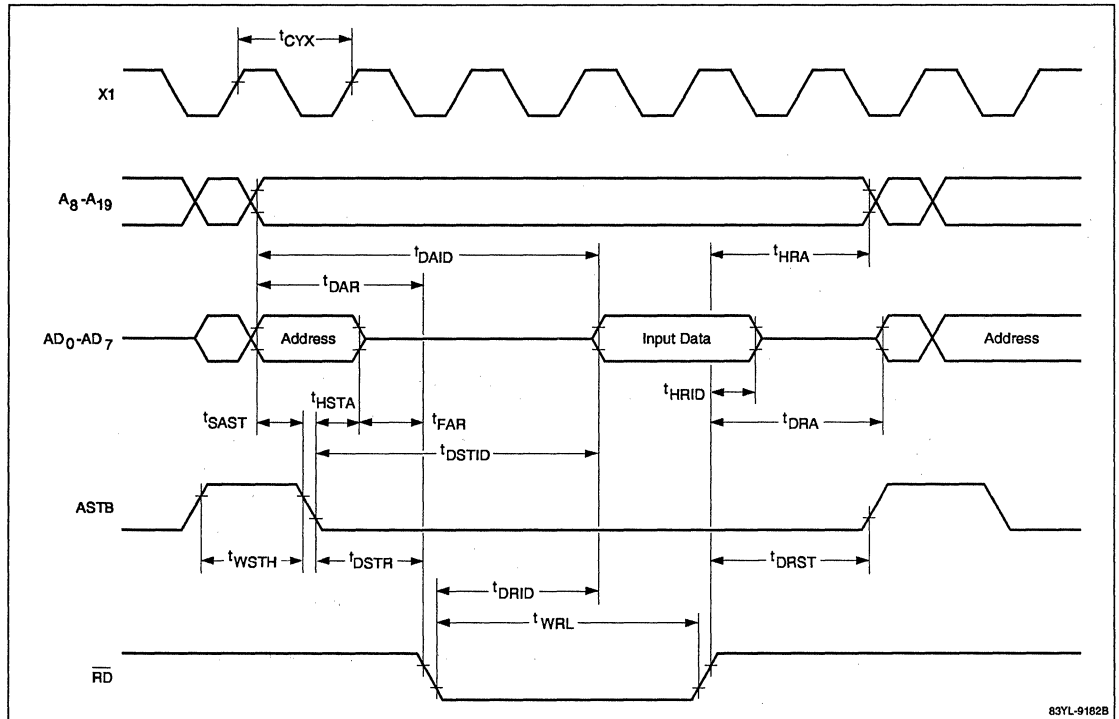 tCYX
X1
A8-A19
tDAID
tHRA
tDAR
AD0-AD7
Address
Input Data
Address
tHSTA
tHRID
tSAST
tFAR
tDRA
tDSTID
ASTB
tWSTH
tDSTR
tDRST
tDRID
tWRL
RD
83YL-9182B